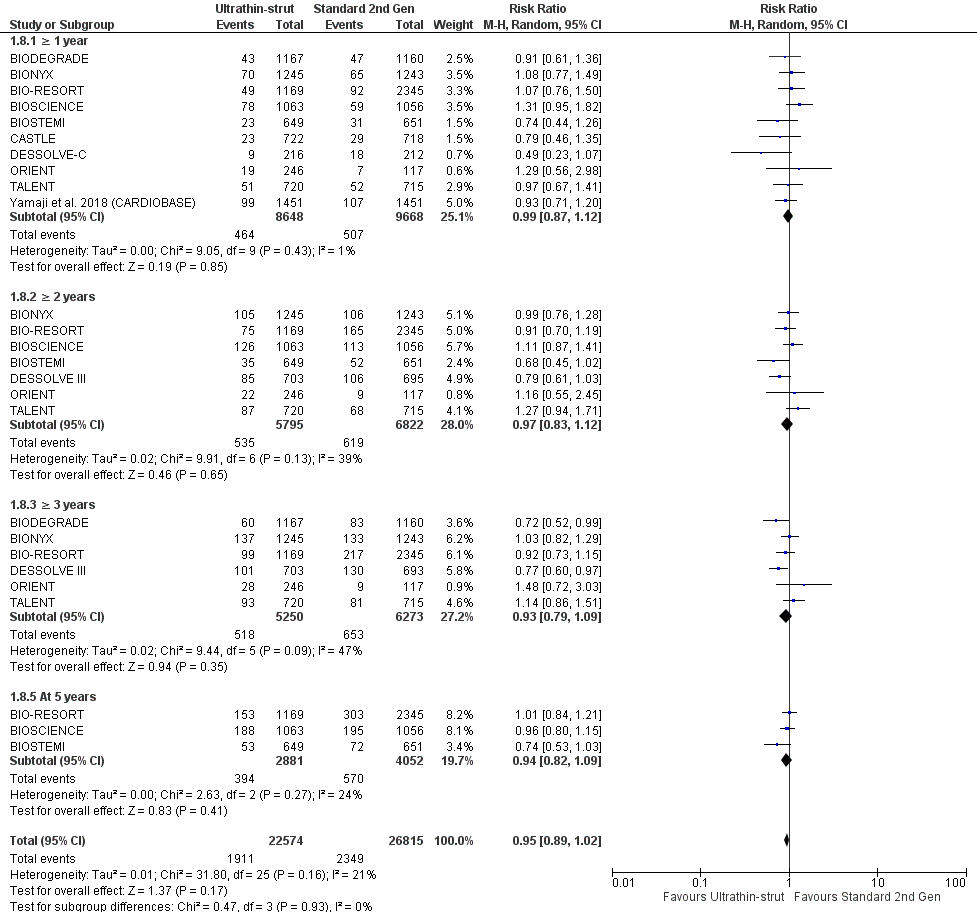 Ultrathin-strut Standard 2nd Gen Risk Ratio Risk Ratio
Study or Subgroup Events Total Events Total Weight M-H, Random, 95% CI M-H, Random, 95% CI
1.8.1 ≥ 1 year
BIODEGRADE 43 1167 47 1160 2.5% 0.91 [0.61, 1.36]
BIONYX 70 1245 65 1243 3.5% 1.08 [0.77, 1.49]
BIO-RESORT 49 1169 92 2345 3.3% 1.07 [0.76, 1.50]
BIOSCIENCE 78 1063 59 1056 3.6% 1.31 [0.95, 1.82]
BIOSTEMI 23 649 31 651 1.5% 0.74 [0.44, 1.26]
CASTLE 23 722 29 718 1.5% 0.79 [0.46, 1.35]
DESSOLVE-C 9 216 18 212 0.7% 0.49 [0.23, 1.07]
ORIENT 19 246 7 117 0.6% 1.29 [0.56, 2.98]
TALENT 51 720 52 715 2.9% 0.97 [0.67, 1.41]
Yamaji et al. 2018 (CARDIOBASE) 99 1451 107 1451 5.0% 0.93 [0.71, 1.20]
Subtotal (95% CI) 8648 9668 25.1% 0.99 [0.87, 1.12]
Total events 464 507
Heterogeneity: Tau² = 0.00; Chi² = 9.05, df = 9 (P = 0.43); I² = 1%
Test for overall effect: Z = 0.19 (P = 0.85)
1.8.2 ≥ 2 years
BIONYX 105 1245 106 1243 5.1% 0.99 [0.76, 1.28]
BIO-RESORT 75 1169 165 2345 5.0% 0.91 [0.70, 1.19]
BIOSCIENCE 126 1063 113 1056 5.7% 1.11 [0.87, 1.41]
BIOSTEMI 35 649 52 651 2.4% 0.68 [0.45, 1.02]
DESSOLVE III 85 703 106 695 4.9% 0.79 [0.61, 1.03]
ORIENT 22 246 9 117 0.8% 1.16 [0.55, 2.45]
TALENT 87 720 68 715 4.1% 1.27 [0.94, 1.71]
Subtotal (95% CI) 5795 6822 28.0% 0.97 [0.83, 1.12]
Total events 535 619
Heterogeneity: Tau² = 0.02; Chi² = 9.91, df = 6 (P = 0.13); I² = 39%
Test for overall effect: Z = 0.46 (P = 0.65)
1.8.3 ≥ 3 years
BIODEGRADE 60 1167 83 1160 3.6% 0.72 [0.52, 0.99]
BIONYX 137 1245 133 1243 6.2% 1.03 [0.82, 1.29]
BIO-RESORT 99 1169 217 2345 6.1% 0.92 [0.73, 1.15]
DESSOLVE III 101 703 130 693 5.8% 0.77 [0.60, 0.97]
ORIENT 28 246 9 117 0.9% 1.48 [0.72, 3.03]
TALENT 93 720 81 715 4.6% 1.14 [0.86, 1.51]
Subtotal (95% CI) 5250 6273 27.2% 0.93 [0.79, 1.09]
Total events 518 653
Heterogeneity: Tau² = 0.02; Chi² = 9.44, df = 5 (P = 0.09); I² = 47%
Test for overall effect: Z = 0.94 (P = 0.35)
1.8.5 At 5 years
BIO-RESORT 153 1169 303 2345 8.2% 1.01 [0.84, 1.21]
BIOSCIENCE 188 1063 195 1056 8.1% 0.96 [0.80, 1.15]
BIOSTEMI 53 649 72 651 3.4% 0.74 [0.53, 1.03]
Subtotal (95% CI) 2881 4052 19.7% 0.94 [0.82, 1.09]
Total events 394 570
Heterogeneity: Tau² = 0.00; Chi² = 2.63, df = 2 (P = 0.27); I² = 24%
Test for overall effect: Z = 0.83 (P = 0.41)
Total (95% CI) 22574 26815 100.0% 0.95 [0.89, 1.02]
Total events 1911 2349
Heterogeneity: Tau² = 0.01; Chi² = 31.80, df = 25 (P = 0.16); I² = 21%
Test for overall effect: Z = 1.37 (P = 0.17)
Test for subgroup differences: Chi² = 0.47, df = 3 (P = 0.93), I² = 0%
0.01 0.1 1 10 100
Favours Ultrathin-strut Favours Standard 2nd Gen